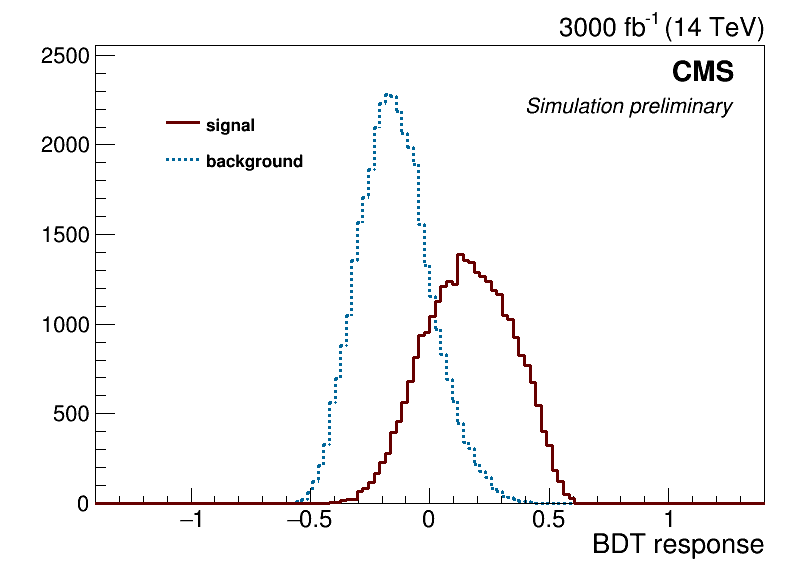 3000 fb-1 (14 TeV)
2500
CMS
Simulation preliminary
signal
2000
background
1500
1000
500
0
−1 −0.5 0 0.5 1
BDT response